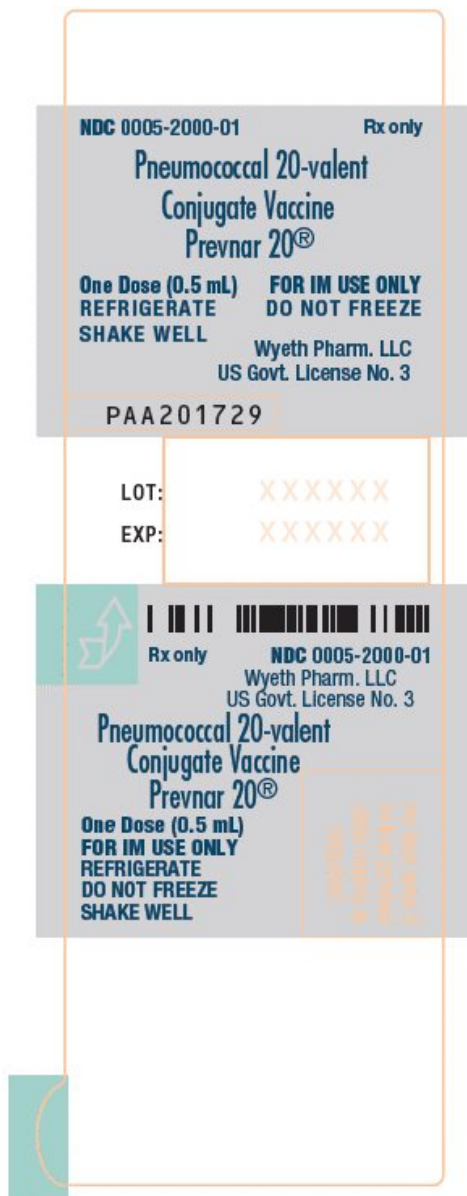 NDC 0005-2000-01 Rx only
Pneumococcal 20-valent
Conjugate Vaccine
Prevnar 20®
One Dose (0.5 mL) FOR IM USE ONLY
REFRIGERATE DO NOT FREEZE
SHAKE WELL
Wyeth Pharm. LLC
US Govt. License No. 3
PAA201729
LOT: XXXXXX
EXP: XXXXXX
Rx only NDC 0005-2000-01
Wyeth Pharm. LLC
US Govt. License No. 3
Pneumococcal 20-valent
Conjugate Vaccine
Prevnar 20®
One Dose (0.5 mL)
FOR IM USE ONLY
REFRIGERATE
DO NOT FREEZE
SHAKE WELL